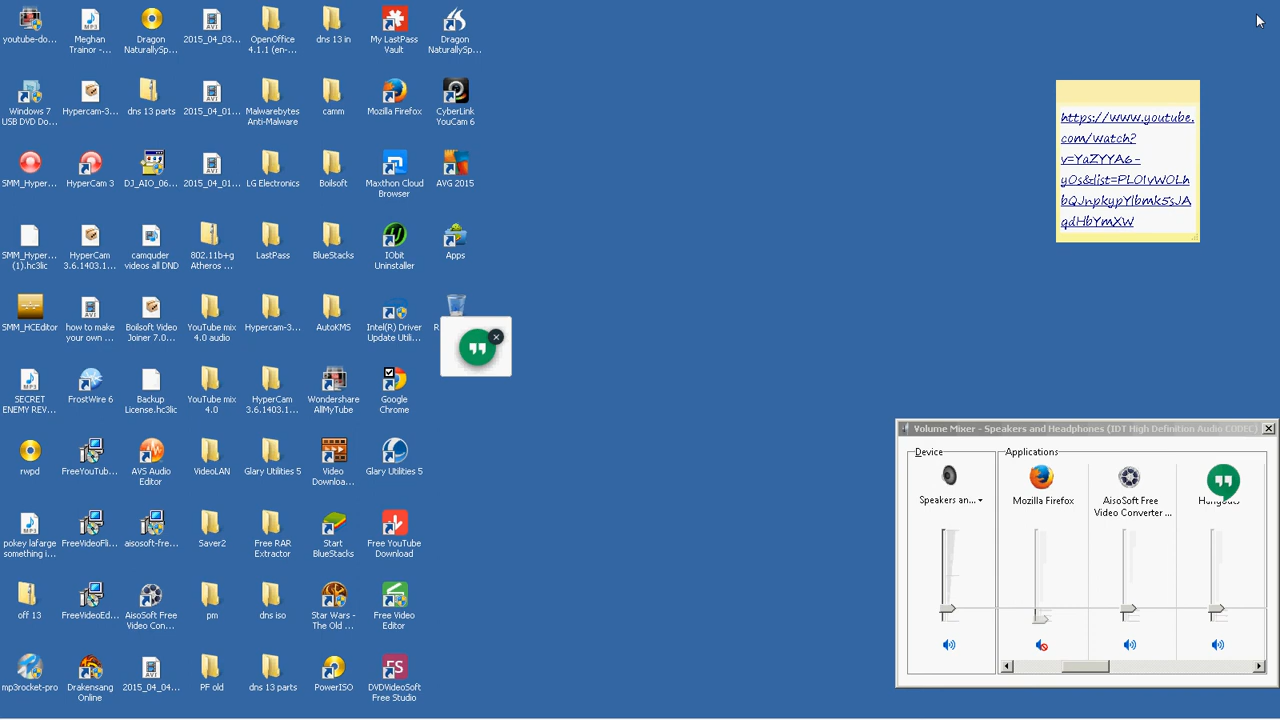 youtube-do...
Meghan
Trainor -...
Dragon
NaturallySp...
2015_04_03...
OpenOffice
4.1.1 (en-...
dns 13 in
My LastPass
Vault
Dragon
NaturallySp...
Windows 7
USB DVD Do...
Hypercam-3...
dns 13 parts
2015_04_01...
Malwarebytes
Anti-Malware
camm
Mozilla Firefox
CyberLink
YouCam 6
SMM_Hyper...
HyperCam 3
DJ_AIO_06...
2015_04_01...
LG Electronics
Boilsoft
Maxthon Cloud
Browser
AVG 2015
SMM_Hyper...
(1).hc3lic
HyperCam
3.6.1403.1...
camquder
videos all DND
802.11b+g
Atheros ...
LastPass
BlueStacks
IObit
Uninstaller
Apps
SMM_HCEditor
how to make
your own ...
Boilsoft Video
Joiner 7.0...
YouTube mix
4.0 audio
Hypercam-3...
AutoKMS
Intel(R) Driver
Update Utili...
SECRET
ENEMY REV...
FrostWire 6
Backup
License.hc3lic
YouTube mix
4.0
HyperCam
3.6.1403.1...
Wondershare
AllMyTube
Google
Chrome
rwpd
FreeYouTub...
AVS Audio
Editor
VideoLAN
Glary Utilities 5
Video
Downloa...
Glary Utilities 5
pokey lafarge
something i...
FreeVideoFli...
aisosoft-fre...
Saver2
Free RAR
Extractor
Start
BlueStacks
Free YouTube
Download
off 13
FreeVideoEd...
AisoSoft Free
Video Con...
pm
dns iso
Star Wars -
The Old ...
Free Video
Editor
mp3rocket-pro
Drakensang
Online
2015_04_04...
PF old
dns 13 parts
PowerISO
DVDVideoSoft
Free Studio
https://www.youtube.
com/watch?
v=YaZYYA6-
yOs&list=PLO1vWOLh
bQJnpkypYlbmk5sJA
qdHbYmXW
Volume Mixer - Speakers and Headphones (IDT High Definition Audio CODEC)
Device
Applications
Speakers an...
Mozilla Firefox
AisoSoft Free
Video Converter ...
Hangouts